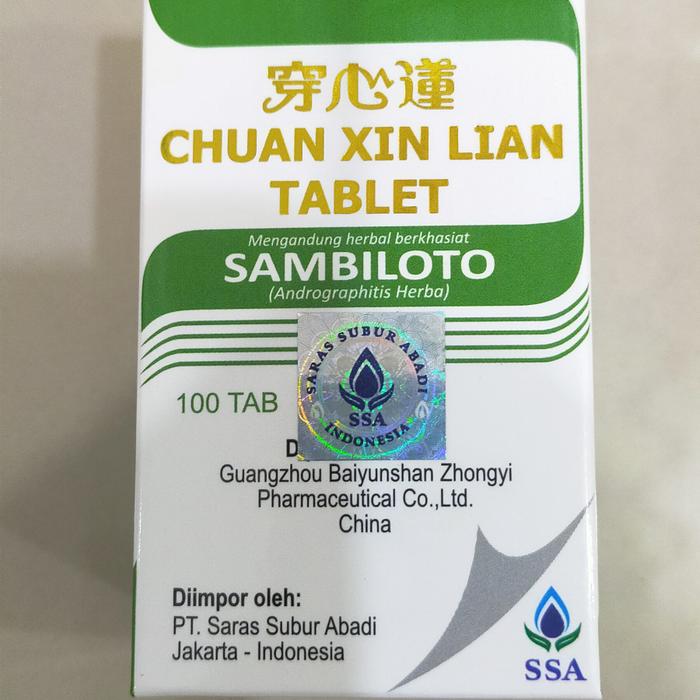 穿心蓮
CHUAN XIN LIAN
TABLET
Mengandung herbal berkhasiat
SAMBILOTO
(Andrographitis Herba)
SARAS SUBUR ABADI
SSA
INDONESIA
100 TAB
D
Guangzhou Baiyunshan Zhongyi
Pharmaceutical Co.,Ltd.
China
Diimpor oleh:
PT. Saras Subur Abadi
Jakarta - Indonesia
SSA